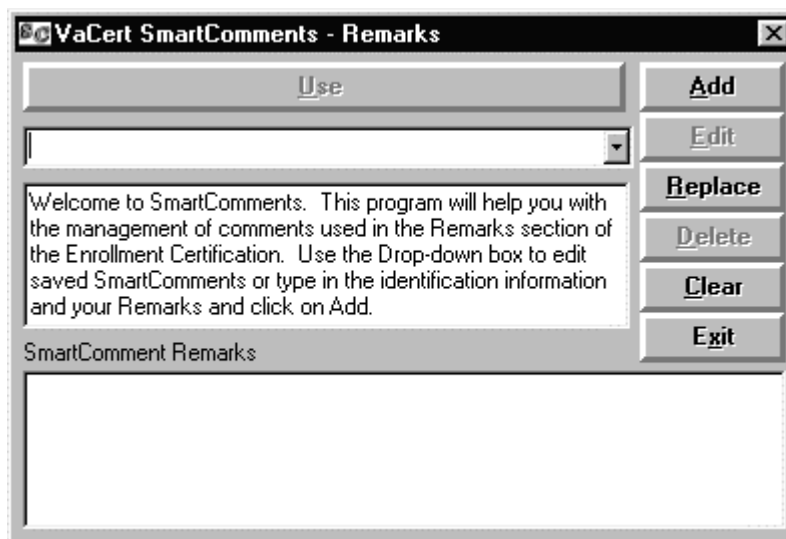 SC VaCert SmartComments - Remarks
Use
Add
Edit
Replace
Delete
Clear
Exit
Welcome to SmartComments. This program will help you with
the management of comments used in the Remarks section of
the Enrollment Certification. Use the Drop-down box to edit
saved SmartComments or type in the identification information
and your Remarks and click on Add.
SmartComment Remarks